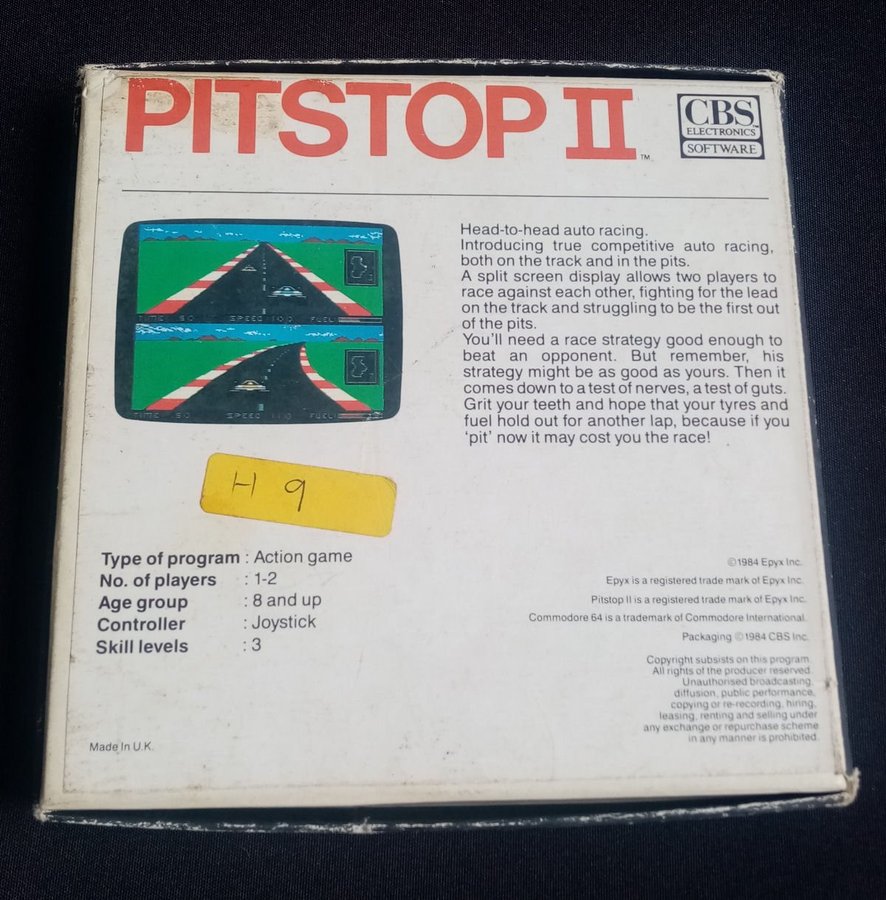 PITSTOP II TM
CBS TM
ELECTRONICS
SOFTWARE
Head-to-head auto racing.
Introducing true competitive auto racing,
both on the track and in the pits.
A split screen display allows two players to
race against each other, fighting for the lead
on the track and struggling to be the first out
of the pits.
You'll need a race strategy good enough to
beat an opponent. But remember, his
strategy might be as good as yours. Then it
comes down to a test of nerves, a test of guts.
Grit your teeth and hope that your tyres and
fuel hold out for another lap, because if you
'pit' now it may cost you the race!
TIME SPEED FUEL
TIME SPEED FUEL
H 9
Type of program : Action game
No. of players : 1-2
Age group : 8 and up
Controller : Joystick
Skill levels : 3
Made In U.K.
©1984 Epyx Inc.
Epyx is a registered trade mark of Epyx Inc.
Pitstop II is a registered trade mark of Epyx Inc.
Commodore 64 is a trademark of Commodore International.
Packaging ©1984 CBS Inc.
Copyright subsists on this program.
All rights of the producer reserved.
Unauthorised broadcasting,
diffusion, public performance,
copying or re-recording, hiring,
leasing, renting and selling under
any exchange or repurchase scheme
in any manner is prohibited.